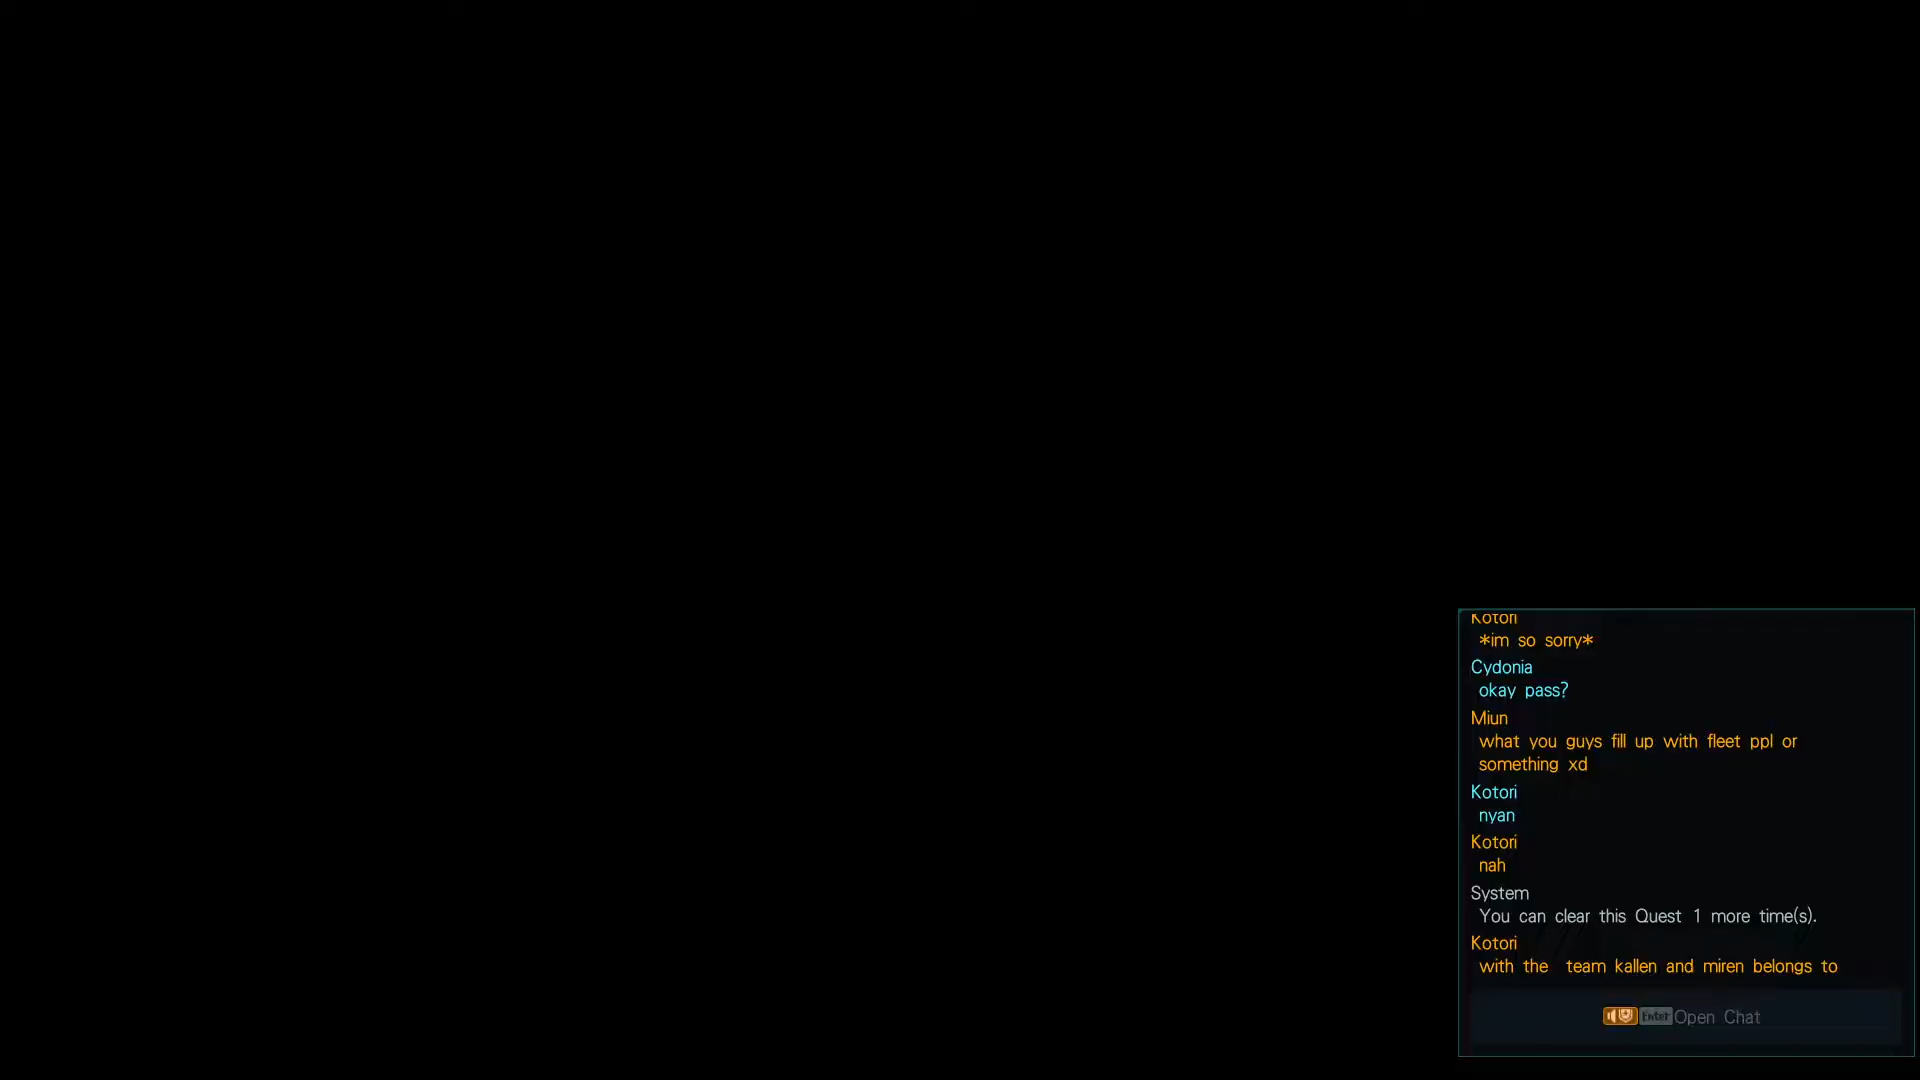 Kotori
*im so sorry*
Cydonia
okay pass?
Miun
what you guys fill up with fleet ppl or
something xd
Kotori
nyan
Kotori
nah
System
You can clear this Quest 1 more time(s).
Kotori
with the team kallen and miren belongs to
Enter Open Chat